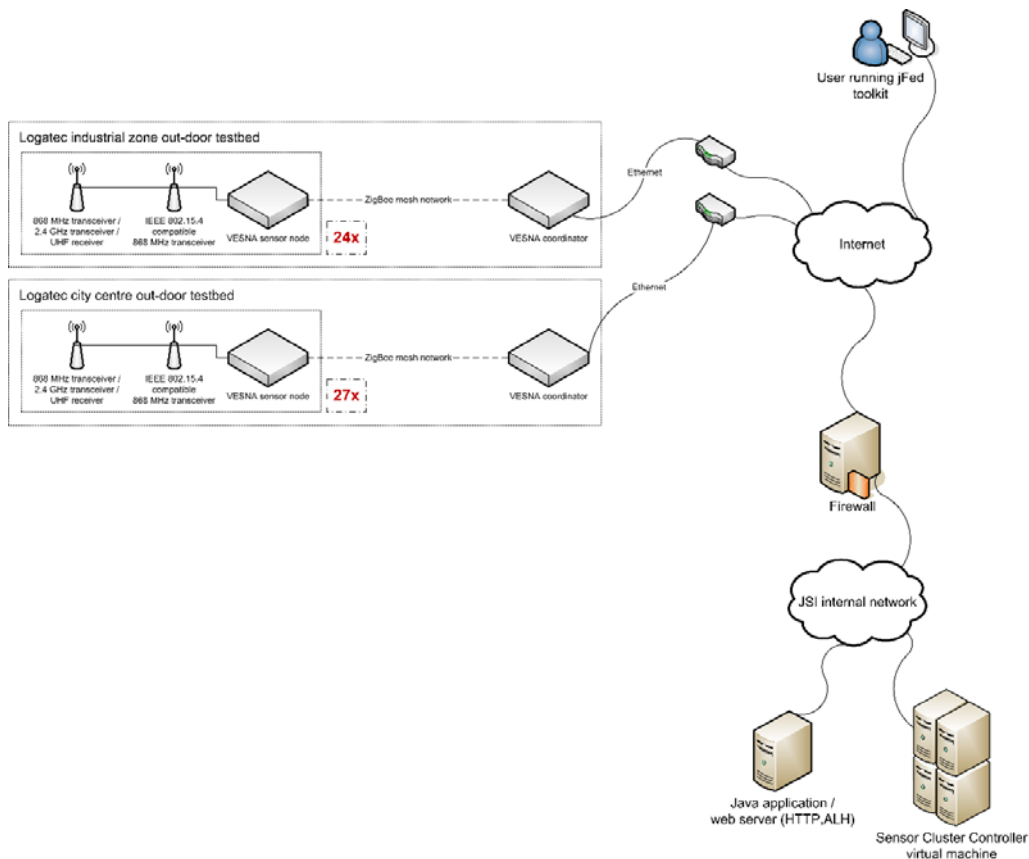 User running jFed
toolkit
Logatec industrial zone out-door testbed
868 MHz transceiver /
2.4 GHz transceiver /
UHF receiver
IEEE 802.15.4
compatible
868 MHz transceiver
VESNA sensor node
24x
ZigBee mesh network
VESNA coordinator
Ethernet
Internet
Logatec city centre out-door testbed
868 MHz transceiver /
2.4 GHz transceiver /
UHF receiver
IEEE 802.15.4
compatible
868 MHz transceiver
VESNA sensor node
27x
ZigBee mesh network
VESNA coordinator
Ethernet
Firewall
JSI internal network
Java application /
web server (HTTP,ALH)
Sensor Cluster Controller
virtual machine